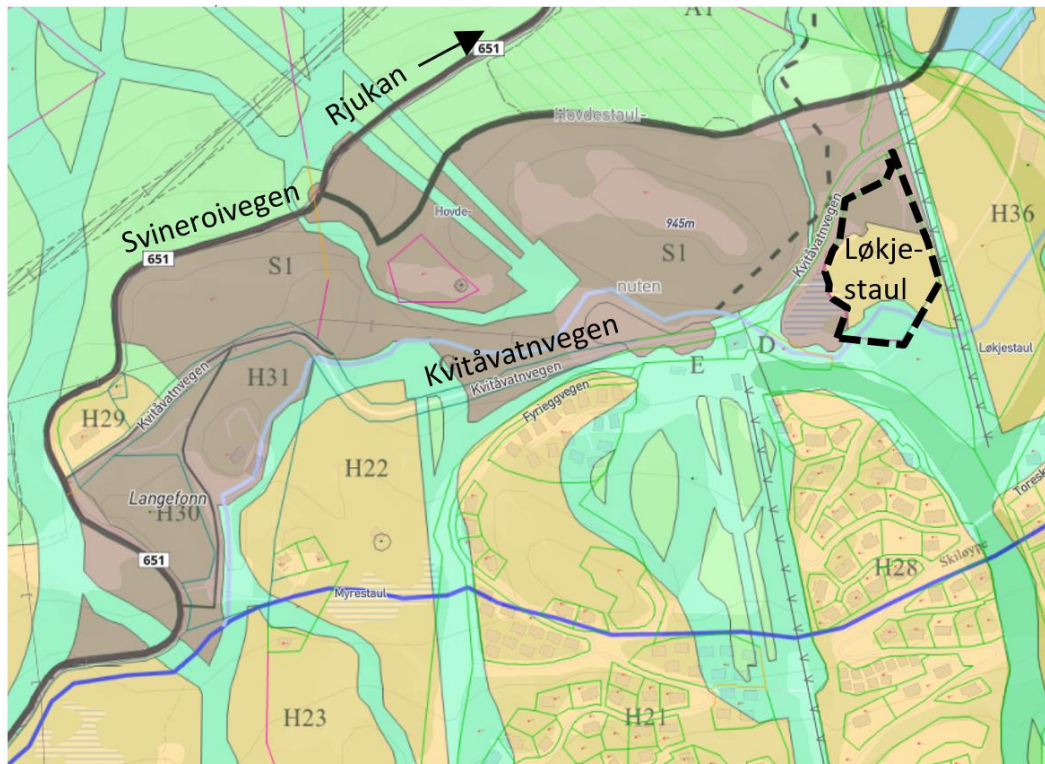 A1
651
Rjukan
Hovdestaul-
Svineroivegen
651
Hovde-
945m
S1
S1
nuten
Kvitåvatnvegen
H36
Løkje-
staul
Løkjestaul
Kvitåvatnvegen
Kvitåvatnvegen
D
E
H31
Kvitåvatnvegen
Fyrieggvegen
H29
H22
Langefonn
H30
651
Myrestaul
H28
Skiløype
H23
H21